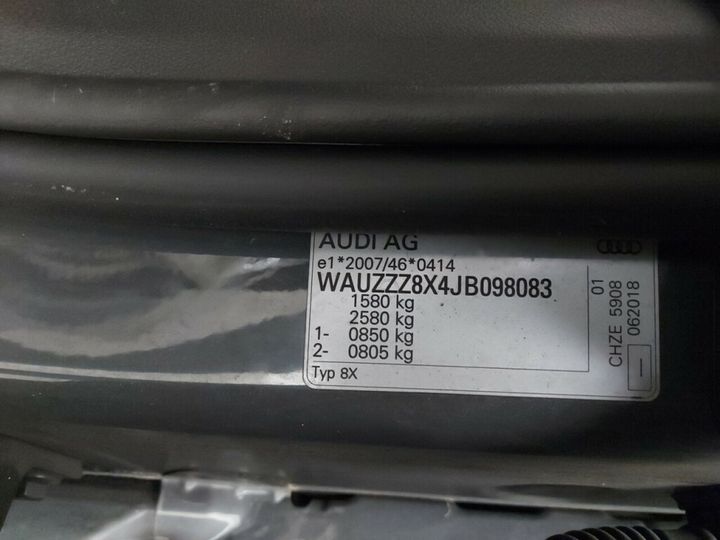 AUDI AG
e1*2007/46*0414
WAUZZZ8X4JB098083
1580 kg
2580 kg
1- 0850 kg
2- 0805 kg
Typ 8X
01
CHZE 5908
062018